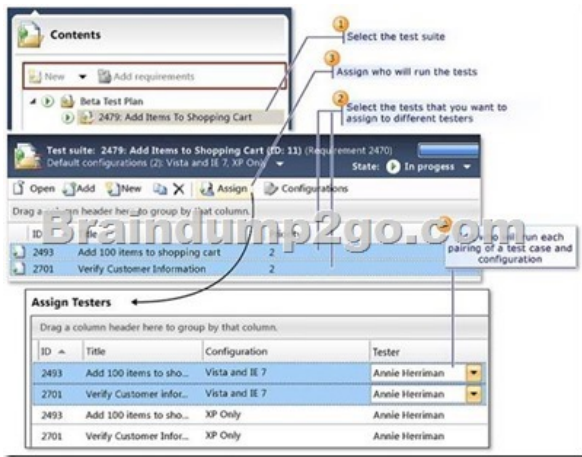 Contents
New
Add requirements
Beta Test Plan
2479: Add Items To Shopping Cart
1
Select the test suite
3
Assign who will run the tests
2
Select the tests that you want to
assign to different testers
Test suite: 2479: Add Items to Shopping Cart (ID: 11) (Requirement 2470)
Default configurations (2): Vista and IE 7, XP Only
State: In progess
Open Add New Assign Configurations
Drag a column header here to group by that column.
ID Title
Braindump2go.com
who will run each
pairing of a test case and
configuration
2493 Add 100 items to shopping cart 2
2701 Verify Customer Information 2
Assign Testers
Drag a column header here to group by that column.
ID Title Configuration Tester
2493 Add 100 items to sho... Vista and IE 7 Annie Herriman
2701 Verify Customer infor... Vista and IE 7 Annie Herriman
2493 Add 100 items to sho... XP Only Annie Herriman
2701 Verify Customer Infor... XP Only Annie Herriman